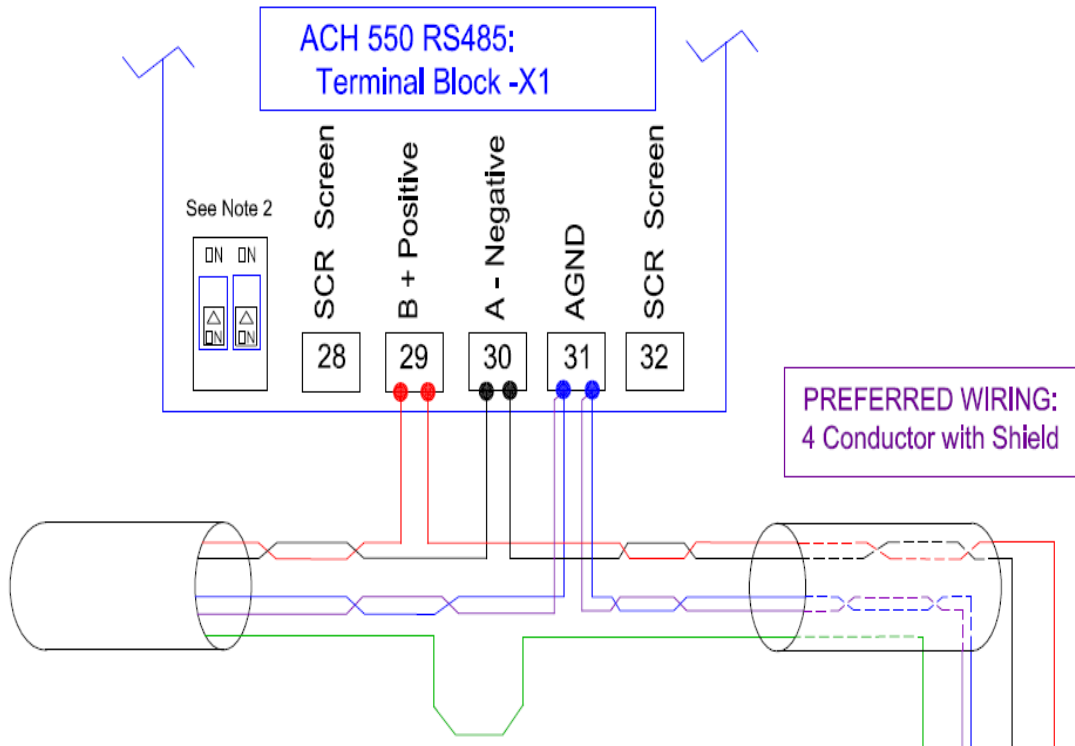 ACH 550 RS485:
Terminal Block -X1
See Note 2
ON ON
ON ON
SCR Screen
B + Positive
A - Negative
AGND
SCR Screen
28 29 30 31 32
PREFERRED WIRING:
4 Conductor with Shield